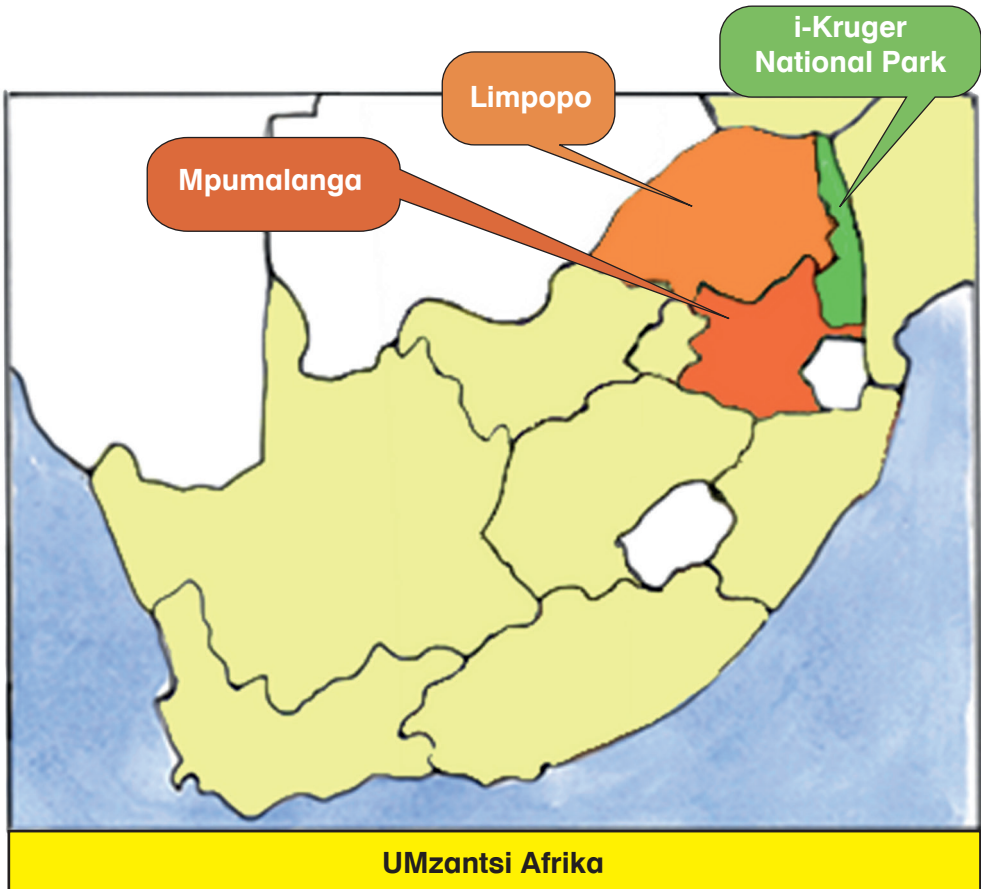 i-Kruger
National Park
Limpopo
Mpumalanga
UMzantsi Afrika